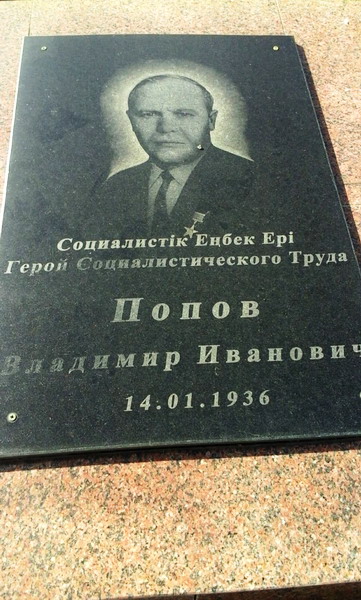 Социалистік Еңбек Ері
Герой Социалистического Труда
Попов
Владимир Иванович
14.01.1936